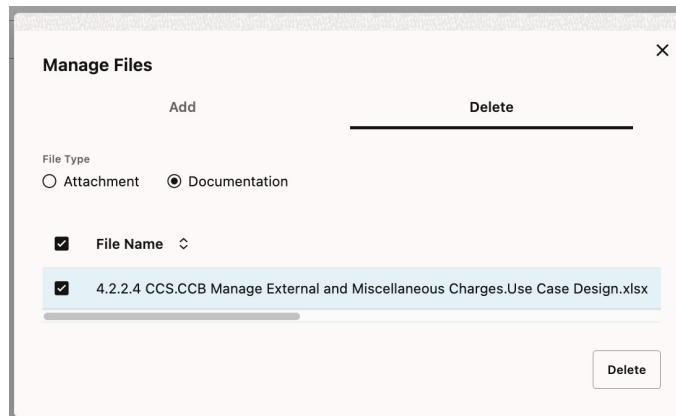 Manage Files
Add Delete
File Type
Attachment Documentation
File Name
4.2.2.4 CCS.CCB Manage External and Miscellaneous Charges.Use Case Design.xlsx
Delete